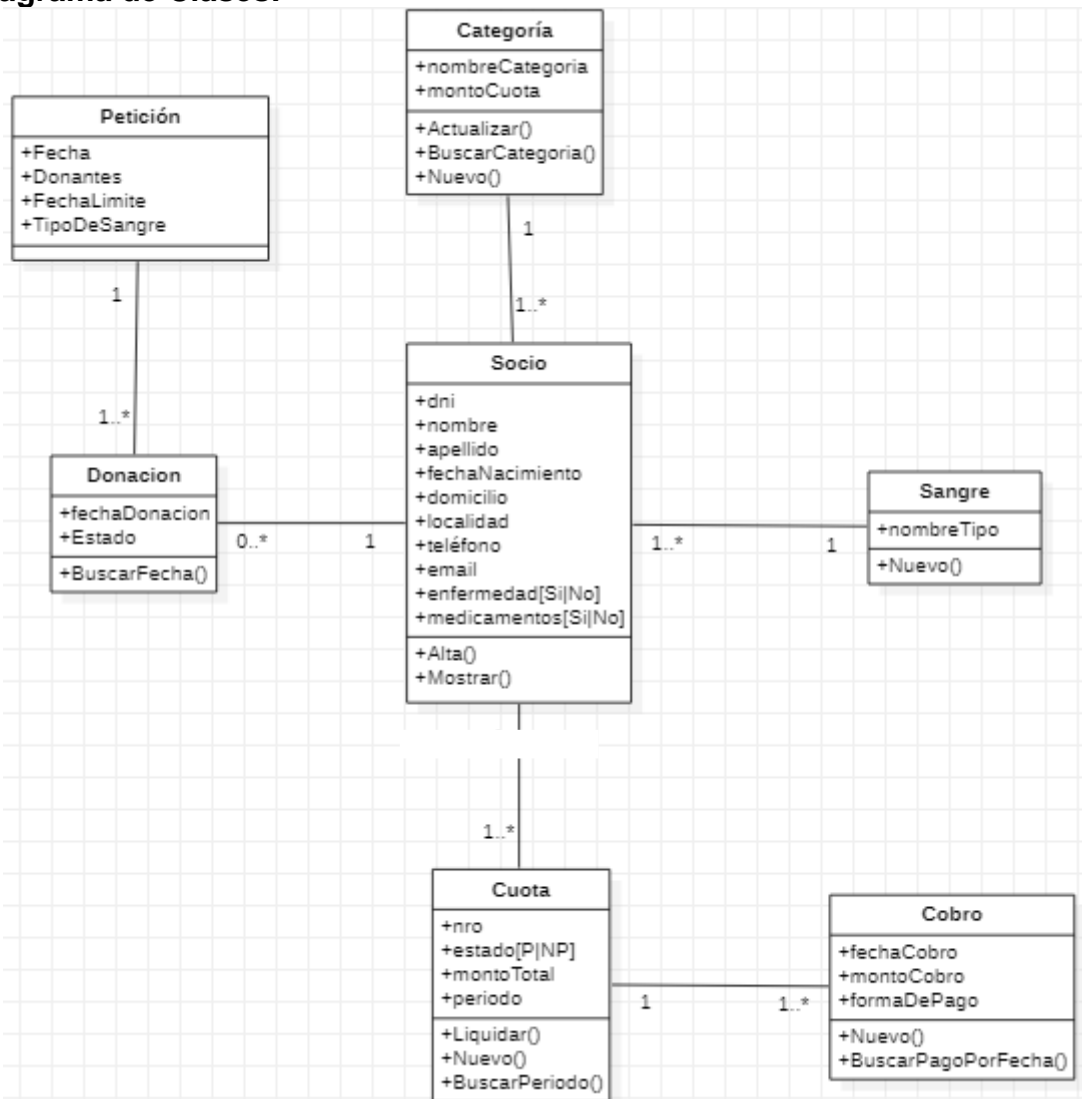 Categoría
+nombreCategoria
+montoCuota
+Actualizar()
+BuscarCategoria()
+Nuevo()
Petición
+Fecha
+Donantes
+FechaLimite
+TipoDeSangre
1
1..*
1
1..*
Socio
+dni
+nombre
+apellido
+fechaNacimiento
+domicilio
+localidad
+teléfono
+email
+enfermedad[Si|No]
+medicamentos[Si|No]
+Alta()
+Mostrar()
Donacion
+fechaDonacion
+Estado
+BuscarFecha()
0..*
1
1..*
1
Sangre
+nombreTipo
+Nuevo()
1..*
Cuota
+nro
+estado[P|NP]
+montoTotal
+periodo
+Liquidar()
+Nuevo()
+BuscarPeriodo()
1
1..*
Cobro
+fechaCobro
+montoCobro
+formaDePago
+Nuevo()
+BuscarPagoPorFecha()